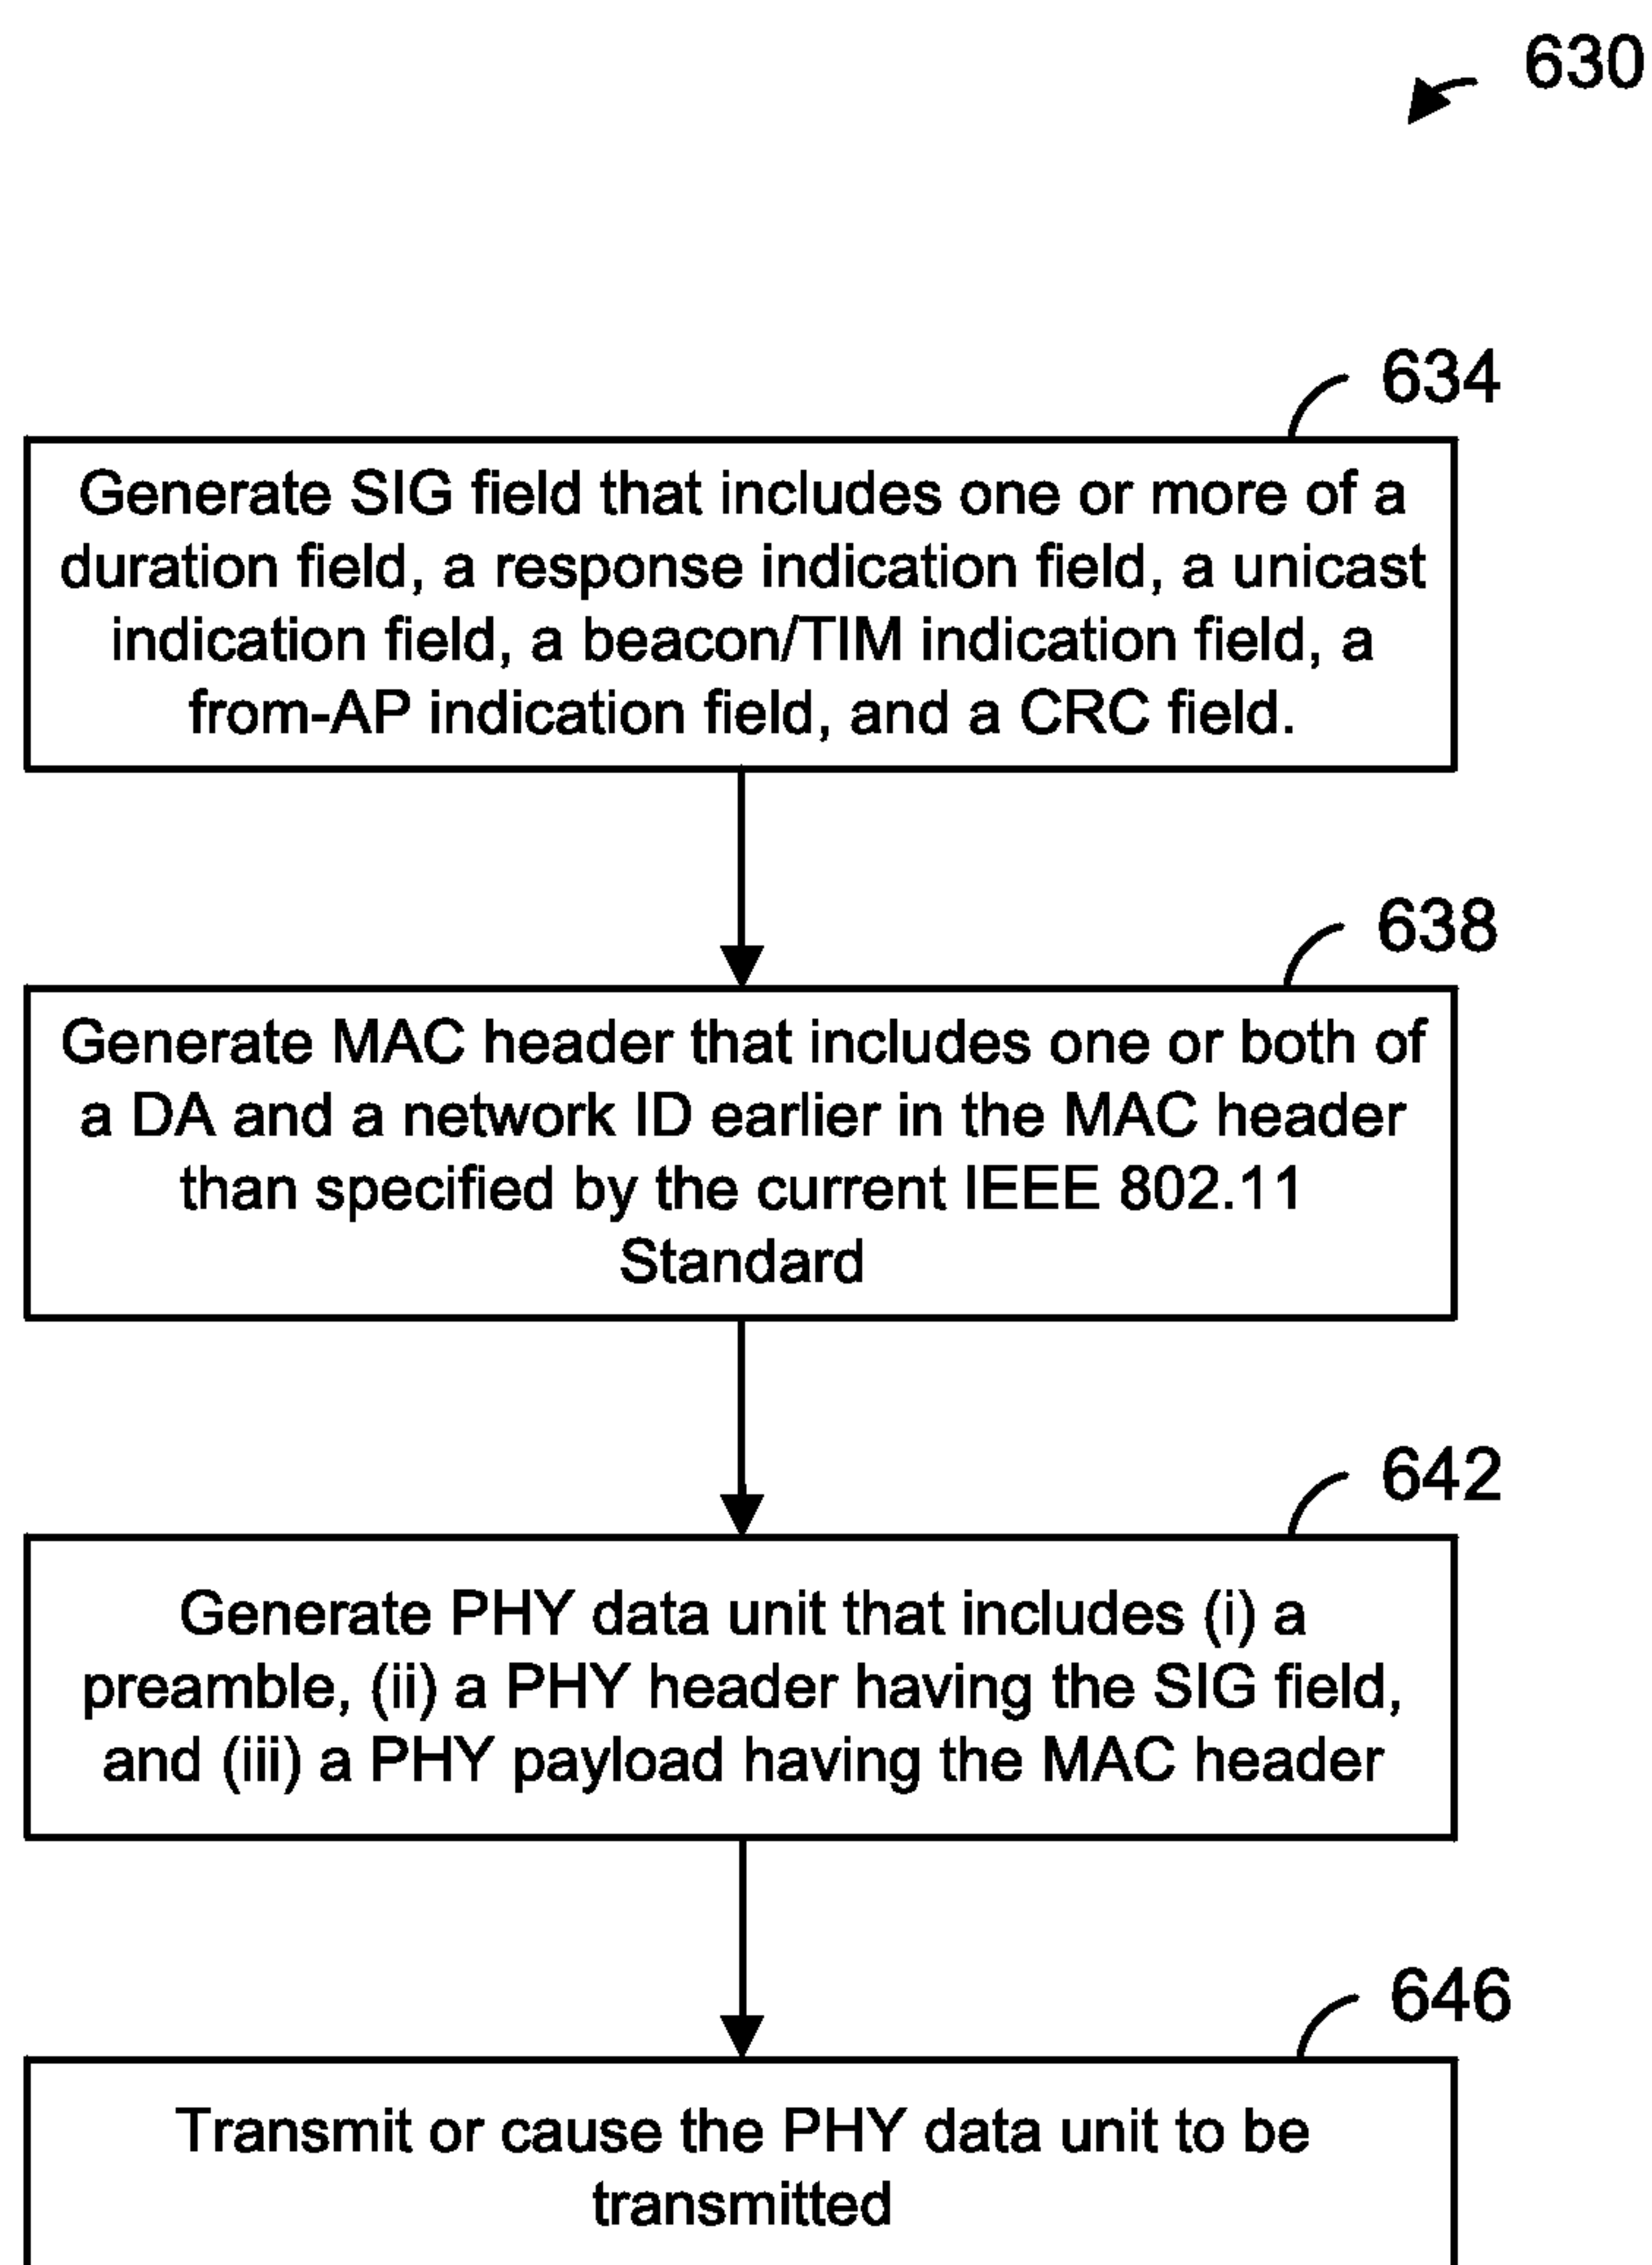 630
634
Generate SIG field that includes one or more of a
duration field, a response indication field, a unicast
indication field, a beacon/TIM indication field, a
from-AP indication field, and a CRC field.
638
Generate MAC header that includes one or both of
a DA and a network ID earlier in the MAC header
than specified by the current IEEE 802.11
Standard
642
Generate PHY data unit that includes (i) a
preamble, (ii) a PHY header having the SIG field,
and (iii) a PHY payload having the MAC header
646
Transmit or cause the PHY data unit to be
transmitted